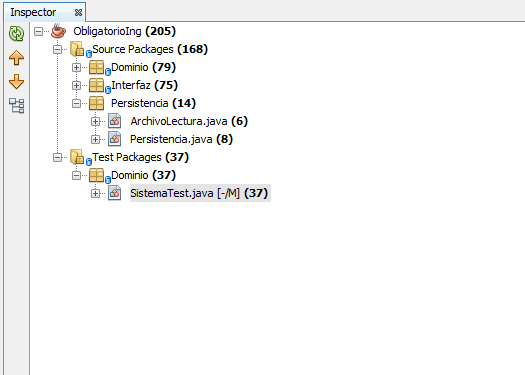 Inspector
ObligatorioIng (205)
Source Packages (168)
Dominio (79)
Interfaz (75)
Persistencia (14)
ArchivoLectura.java (6)
Persistencia.java (8)
Test Packages (37)
Dominio (37)
SistemaTest.java [-/M] (37)